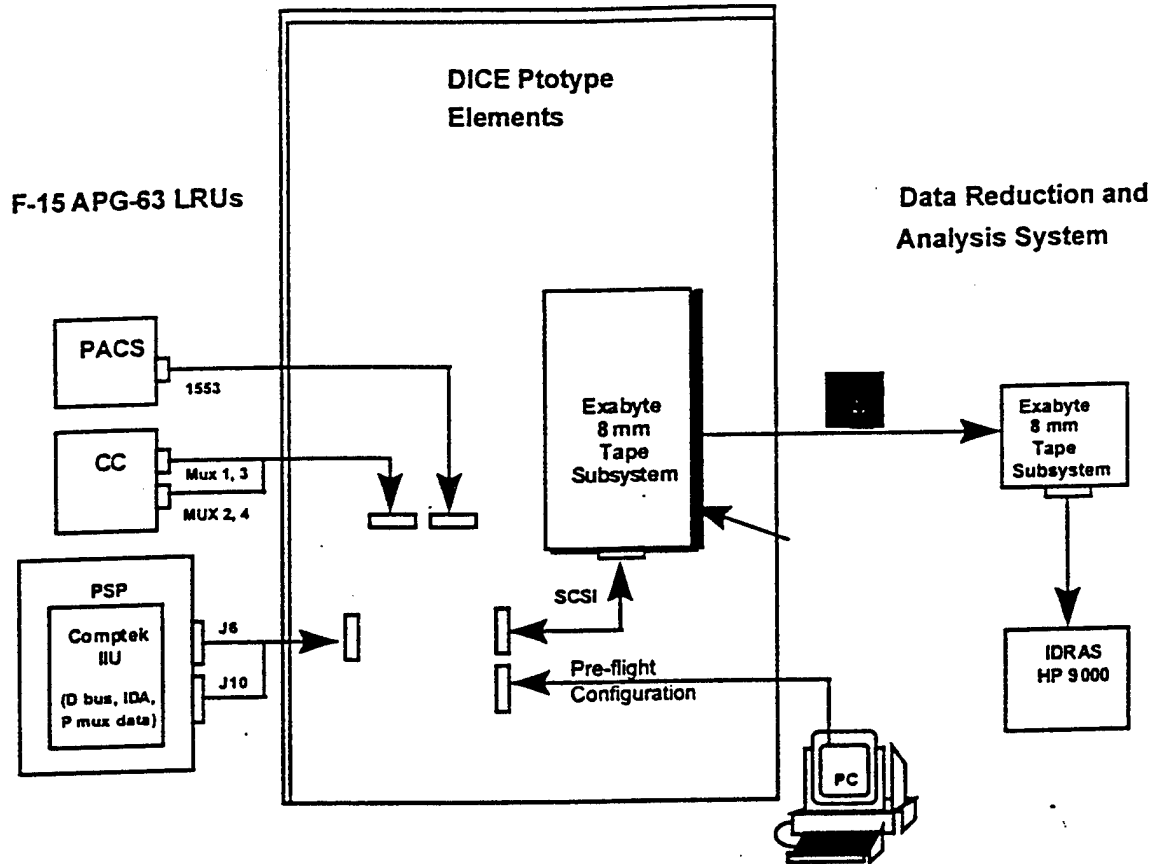 DICE Ptotype
Elements
F-15 APG-63 LRUs
Data Reduction and
Analysis System
PACS
1553
CC
Mux 1, 3
MUX 2, 4
PSP
Comptek
IIU
(D bus, IDA,
P mux data)
J6
J10
Exabyte
8 mm
Tape
Subsystem
SCSI
Pre-flight
Configuration
PC
Exabyte
8 mm
Tape
Subsystem
IDRAS
HP 9000